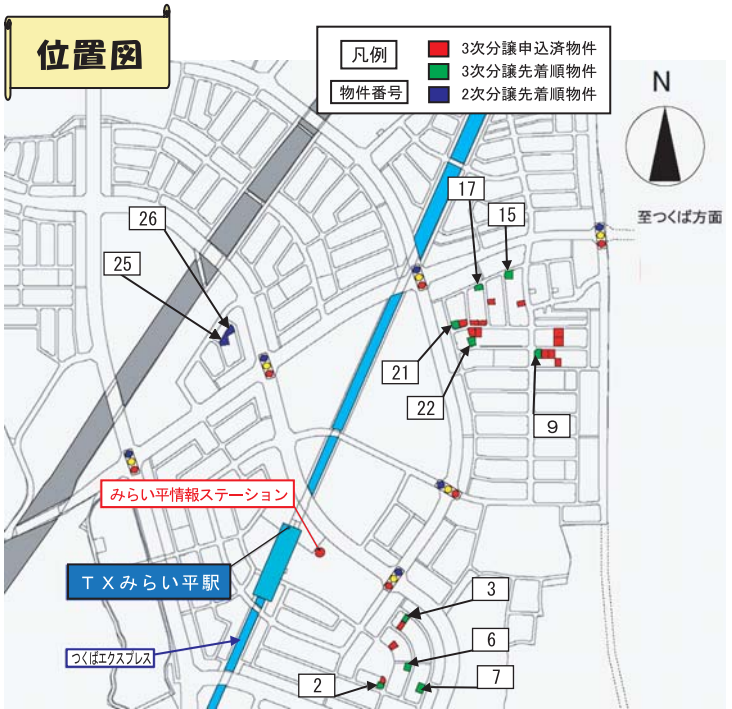 位置図
凡例
物件番号
3次分譲申込済物件
3次分譲先着順物件
2次分譲先着順物件
N
至つくば方面
17
15
26
25
21
22
9
みらい平情報ステーション
TXみらい平駅
つくばエクスプレス
3
6
7
2